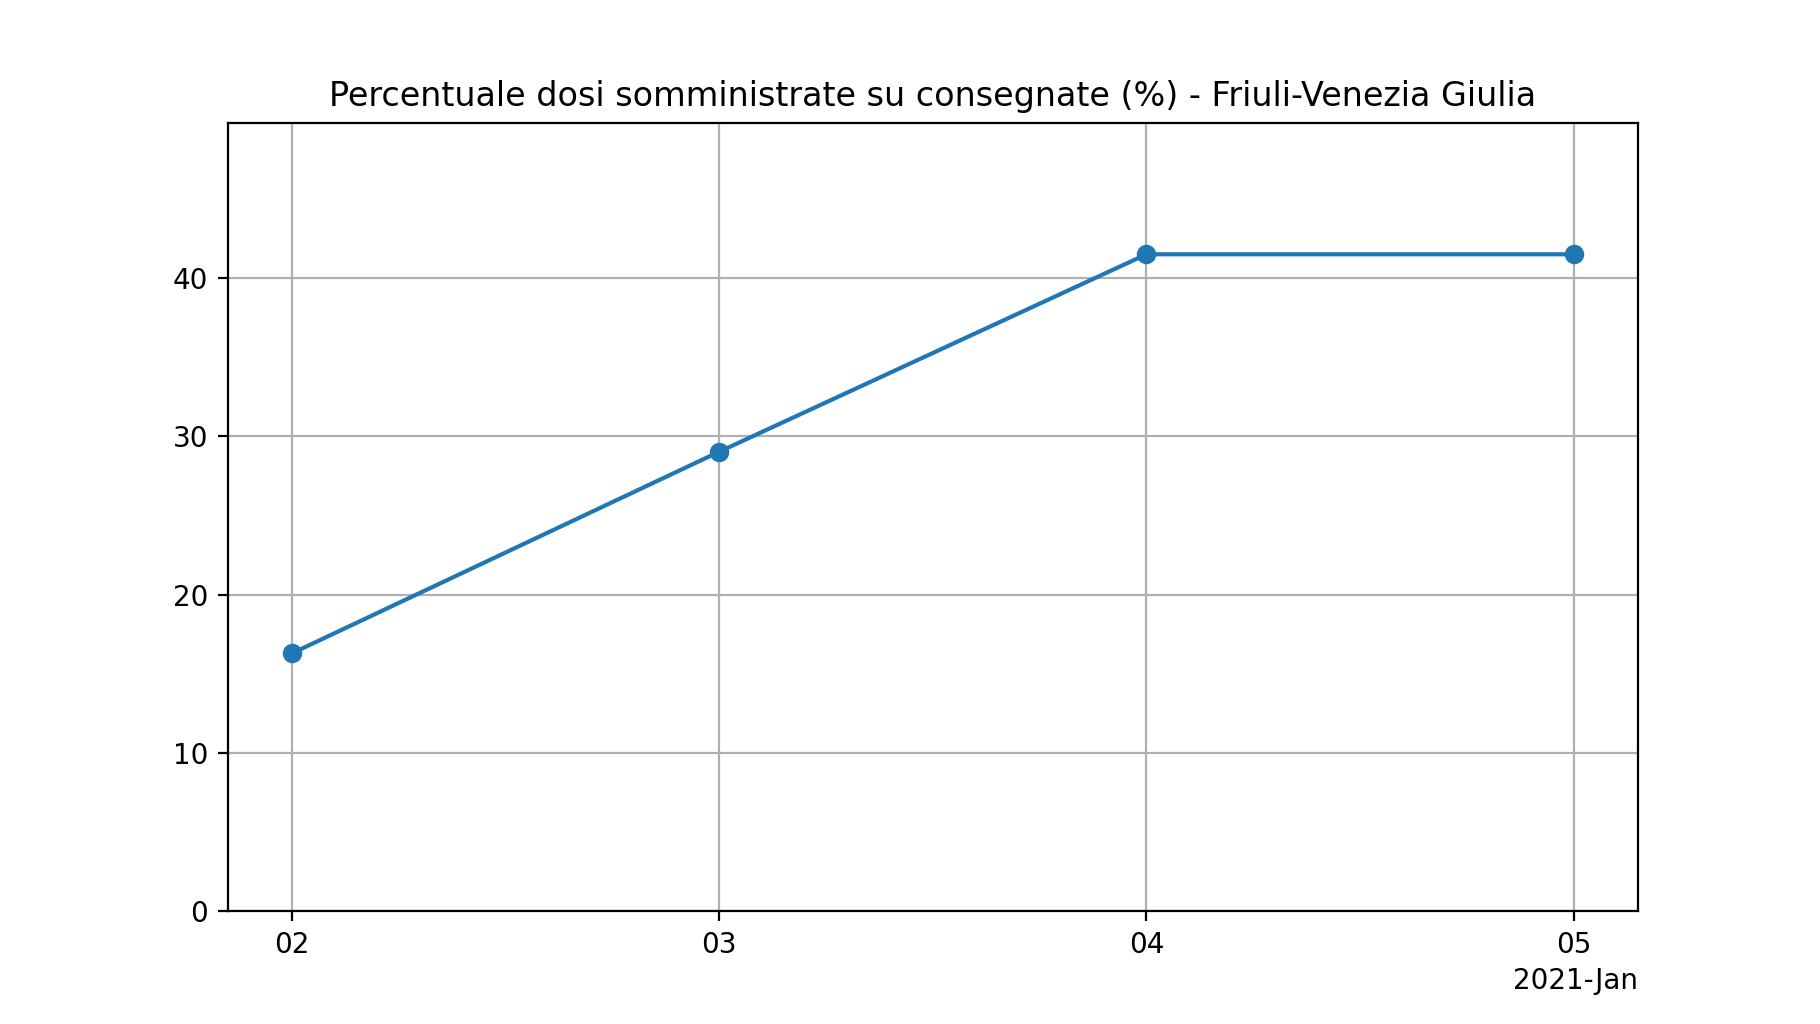 Percentuale dosi somministrate su consegnate (%) - Friuli-Venezia Giulia
40
30
20
10
0
02 03 04 05
2021-Jan